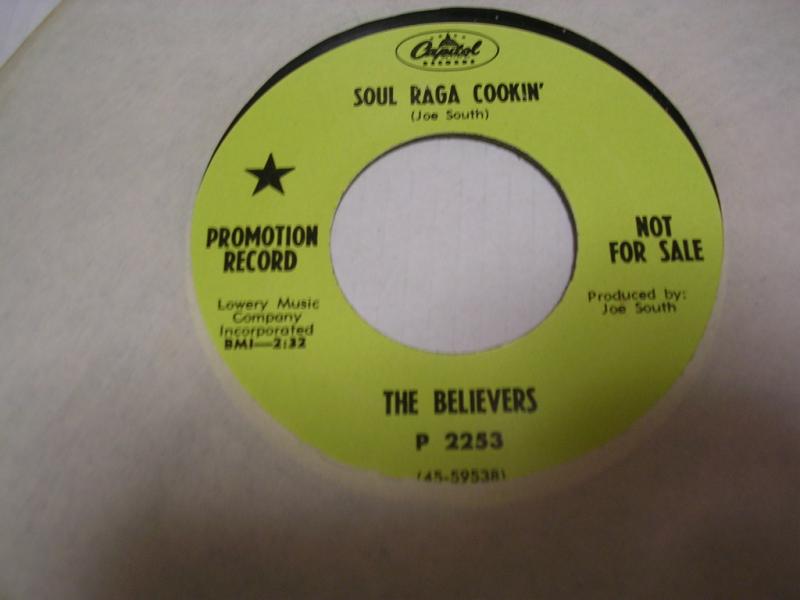 Capitol
RECORDS
SOUL RAGA COOKIN'
(Joe South)
PROMOTION
RECORD
NOT
FOR SALE
Lowery Music
Company
Incorporated
BMI—2:32
Produced by:
Joe South
THE BELIEVERS
P 2253
(45-59538)